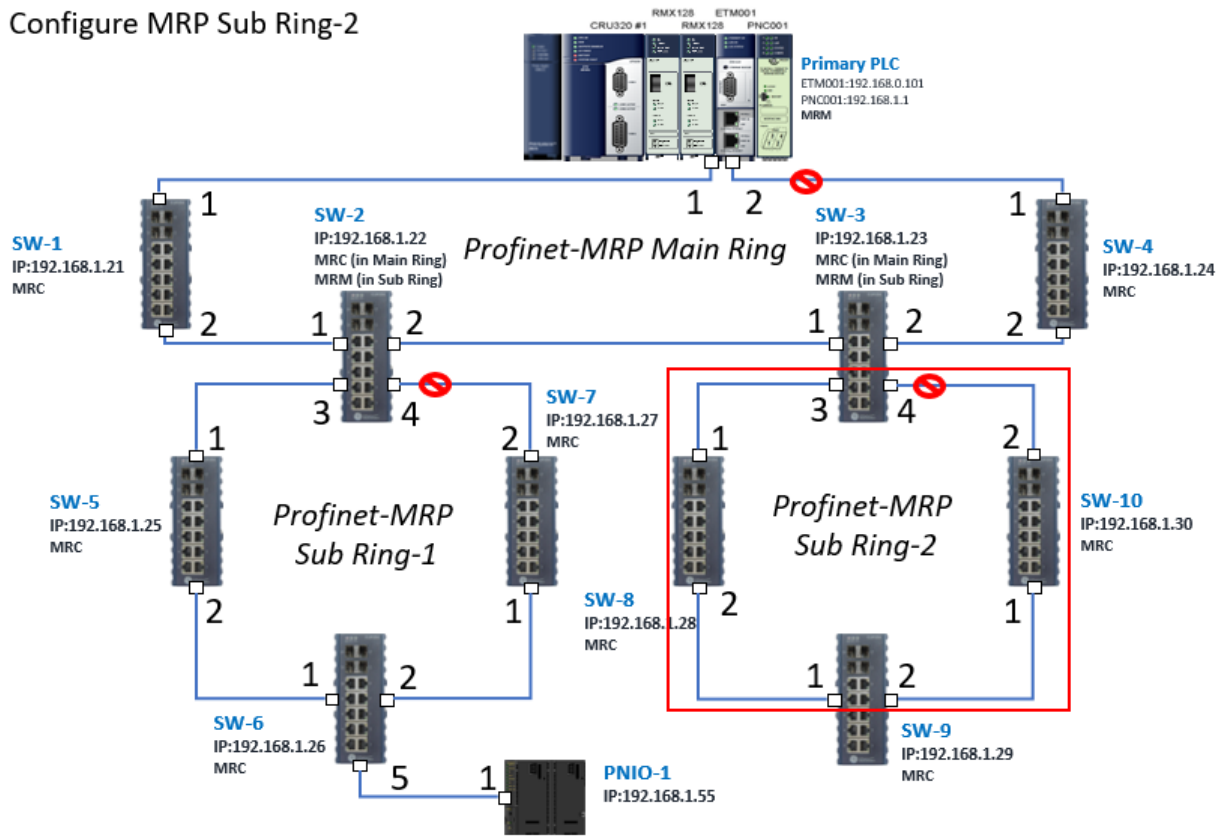 Configure MRP Sub Ring-2
RMX128 ETM001
CRU320 #1 RMX128 PNC001
Primary PLC
ETM001:192.168.0.101
PNC001:192.168.1.1
MRM
1 2
1
SW-1
IP:192.168.1.21
MRC
2
SW-2
IP:192.168.1.22
MRC (in Main Ring)
MRM (in Sub Ring)
Profinet-MRP Main Ring
SW-3
IP:192.168.1.23
MRC (in Main Ring)
MRM (in Sub Ring)
1
SW-4
IP:192.168.1.24
MRC
2
1 2
3 4
1 2
3 4
1
SW-5
IP:192.168.1.25
MRC
2
Profinet-MRP
Sub Ring-1
SW-7
IP:192.168.1.27
MRC
2
1
SW-8
IP:192.168.1.28
MRC
1
2
Profinet-MRP
Sub Ring-2
2
SW-10
IP:192.168.1.30
MRC
1
1 2
SW-6
IP:192.168.1.26
MRC
5
1
PNIO-1
IP:192.168.1.55
1 2
SW-9
IP:192.168.1.29
MRC